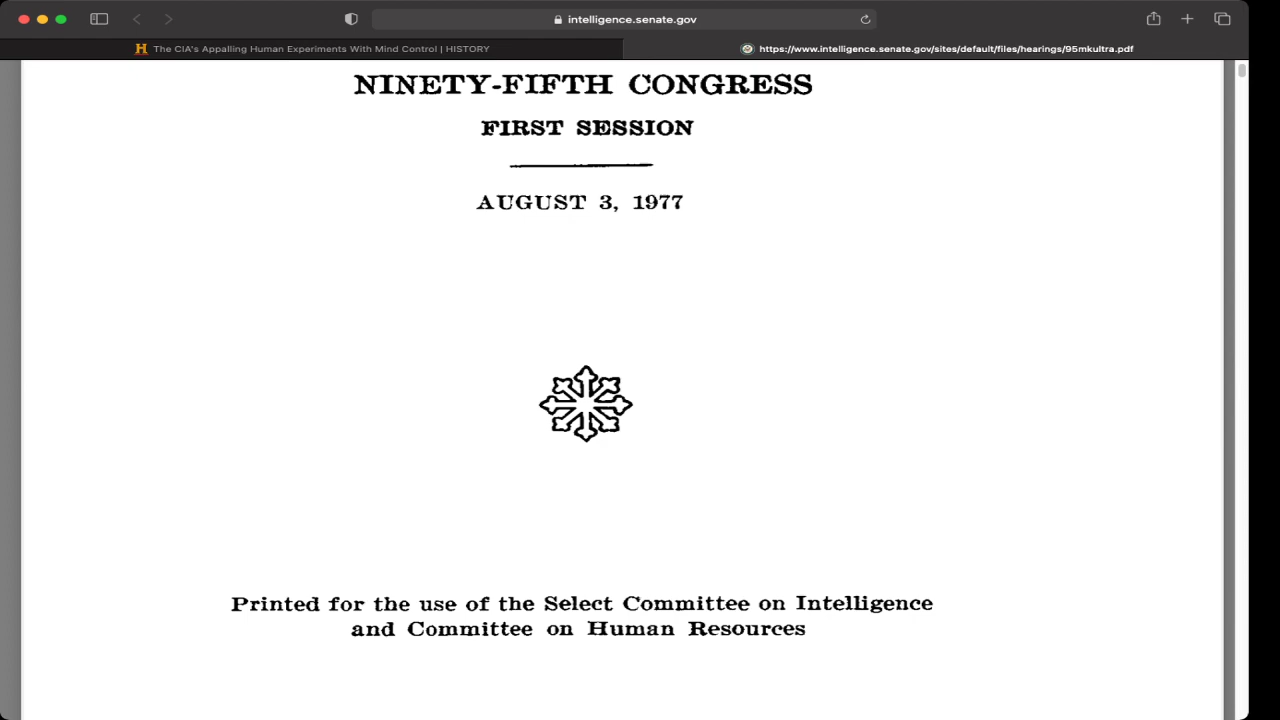 intelligence.senate.gov
The CIA's Appalling Human Experiments With Mind Control | HISTORY
https://www.intelligence.senate.gov/sites/default/files/hearings/95mkultra.pdf
NINETY-FIFTH CONGRESS
FIRST SESSION
AUGUST 3, 1977
Printed for the use of the Select Committee on Intelligence
and Committee on Human Resources